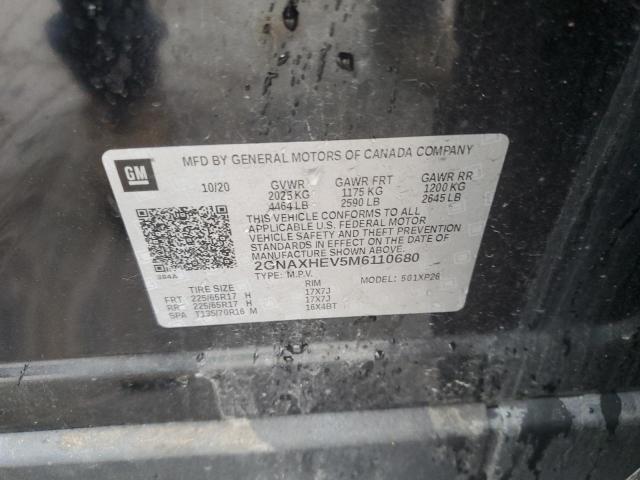 MFD BY GENERAL MOTORS OF CANADA COMPANY
GM
10/20 GVWR GAWR FRT GAWR RR
2025 KG 1175 KG 1200 KG
4464 LB 2590 LB 2645 LB
THIS VEHICLE CONFORMS TO ALL
APPLICABLE U.S. FEDERAL MOTOR
VEHICLE SAFETY AND THEFT PREVENTION
STANDARDS IN EFFECT ON THE DATE OF
MANUFACTURE SHOWN ABOVE.
384A
2GNAXHEV5M6110680
TYPE: M.P.V. MODEL: 501XP26
TIRE SIZE RIM
FRT 225/65R17 H 17X7J
RR 225/65R17 H 17X7J
SPA T135/70R16 M 16X4BT